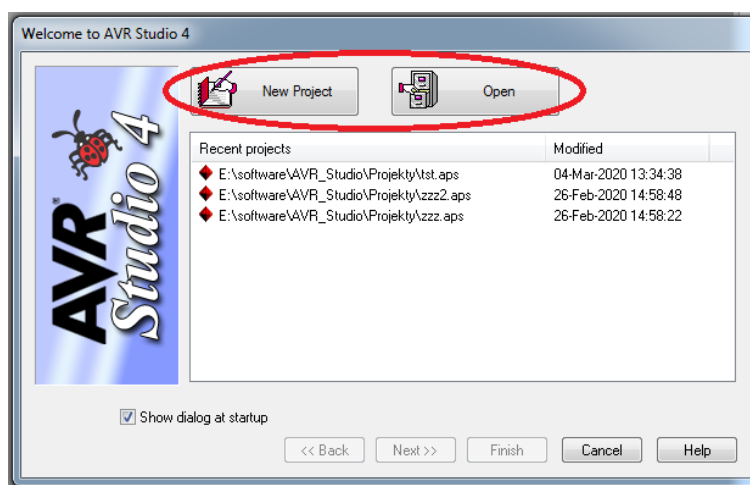 Welcome to AVR Studio 4
New Project
Open
AVR®
Studio 4
Recent projects Modified
E:\software\AVR_Studio\Projekty\tst.aps 04-Mar-2020 13:34:38
E:\software\AVR_Studio\Projekty\zzz2.aps 26-Feb-2020 14:58:48
E:\software\AVR_Studio\Projekty\zzz.aps 26-Feb-2020 14:58:22
Show dialog at startup
<< Back Next >> Finish Cancel Help